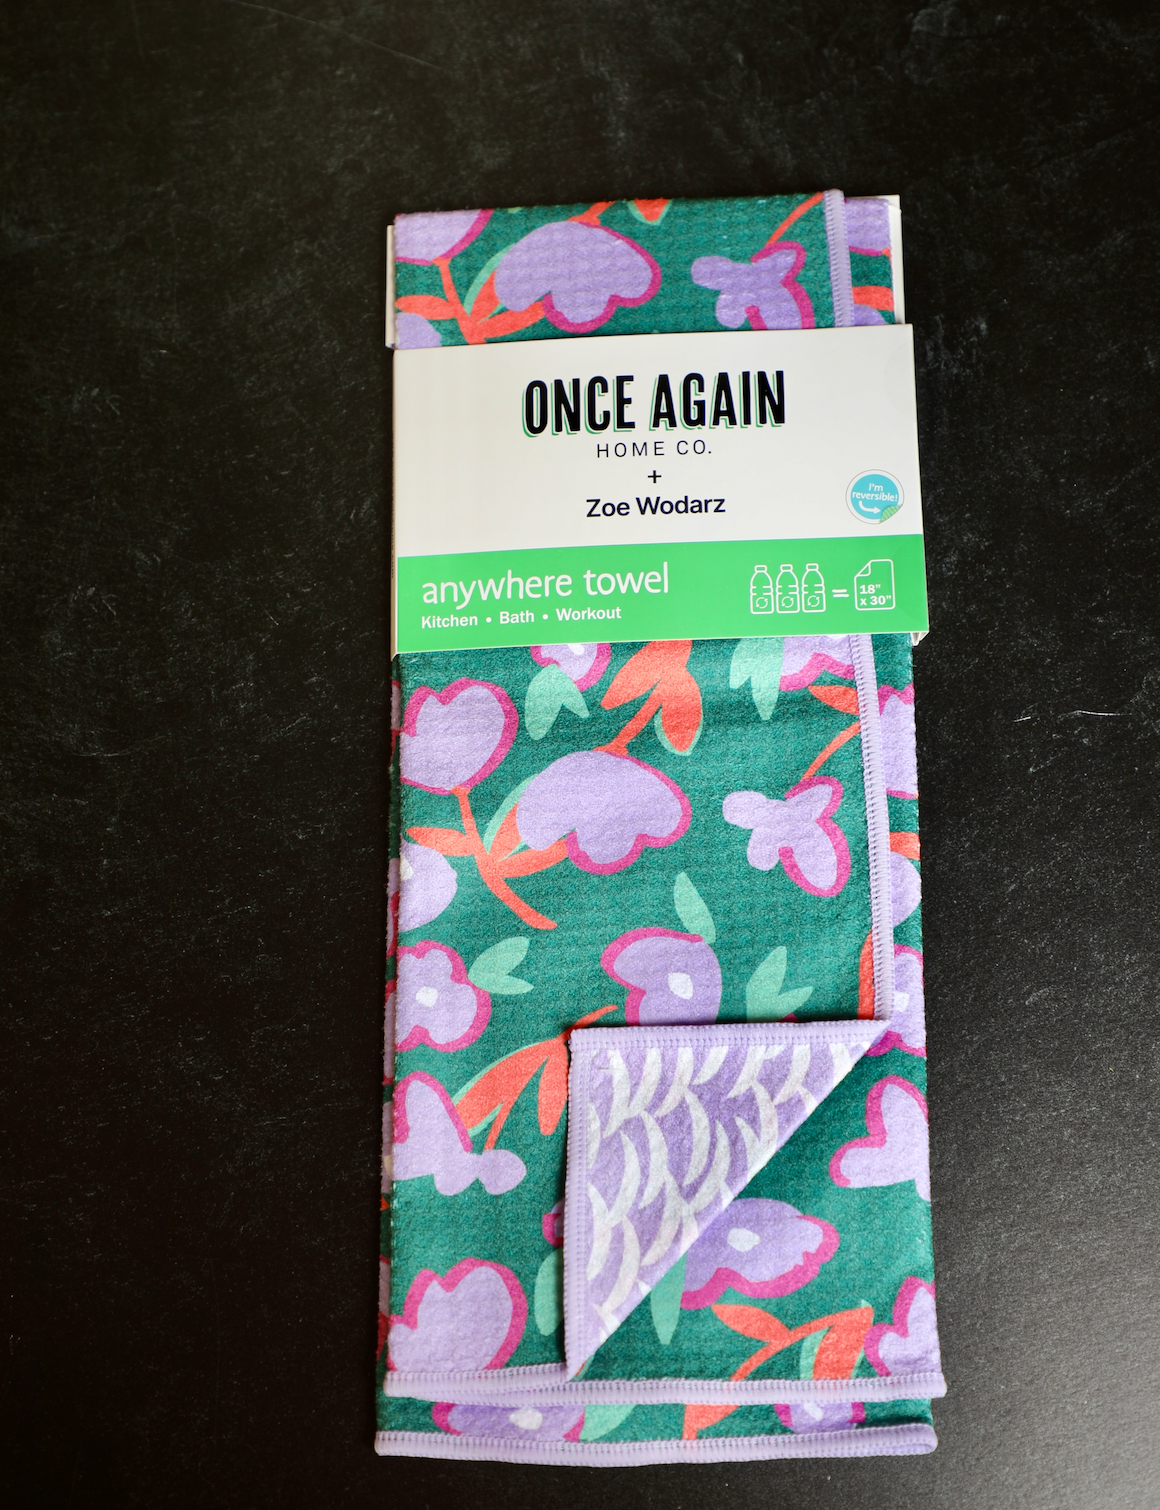 ONCE AGAIN
HOME CO.
+
Zoe Wodarz
I'm
reversible!
anywhere towel
Kitchen • Bath • Workout
=
18"
x 30"